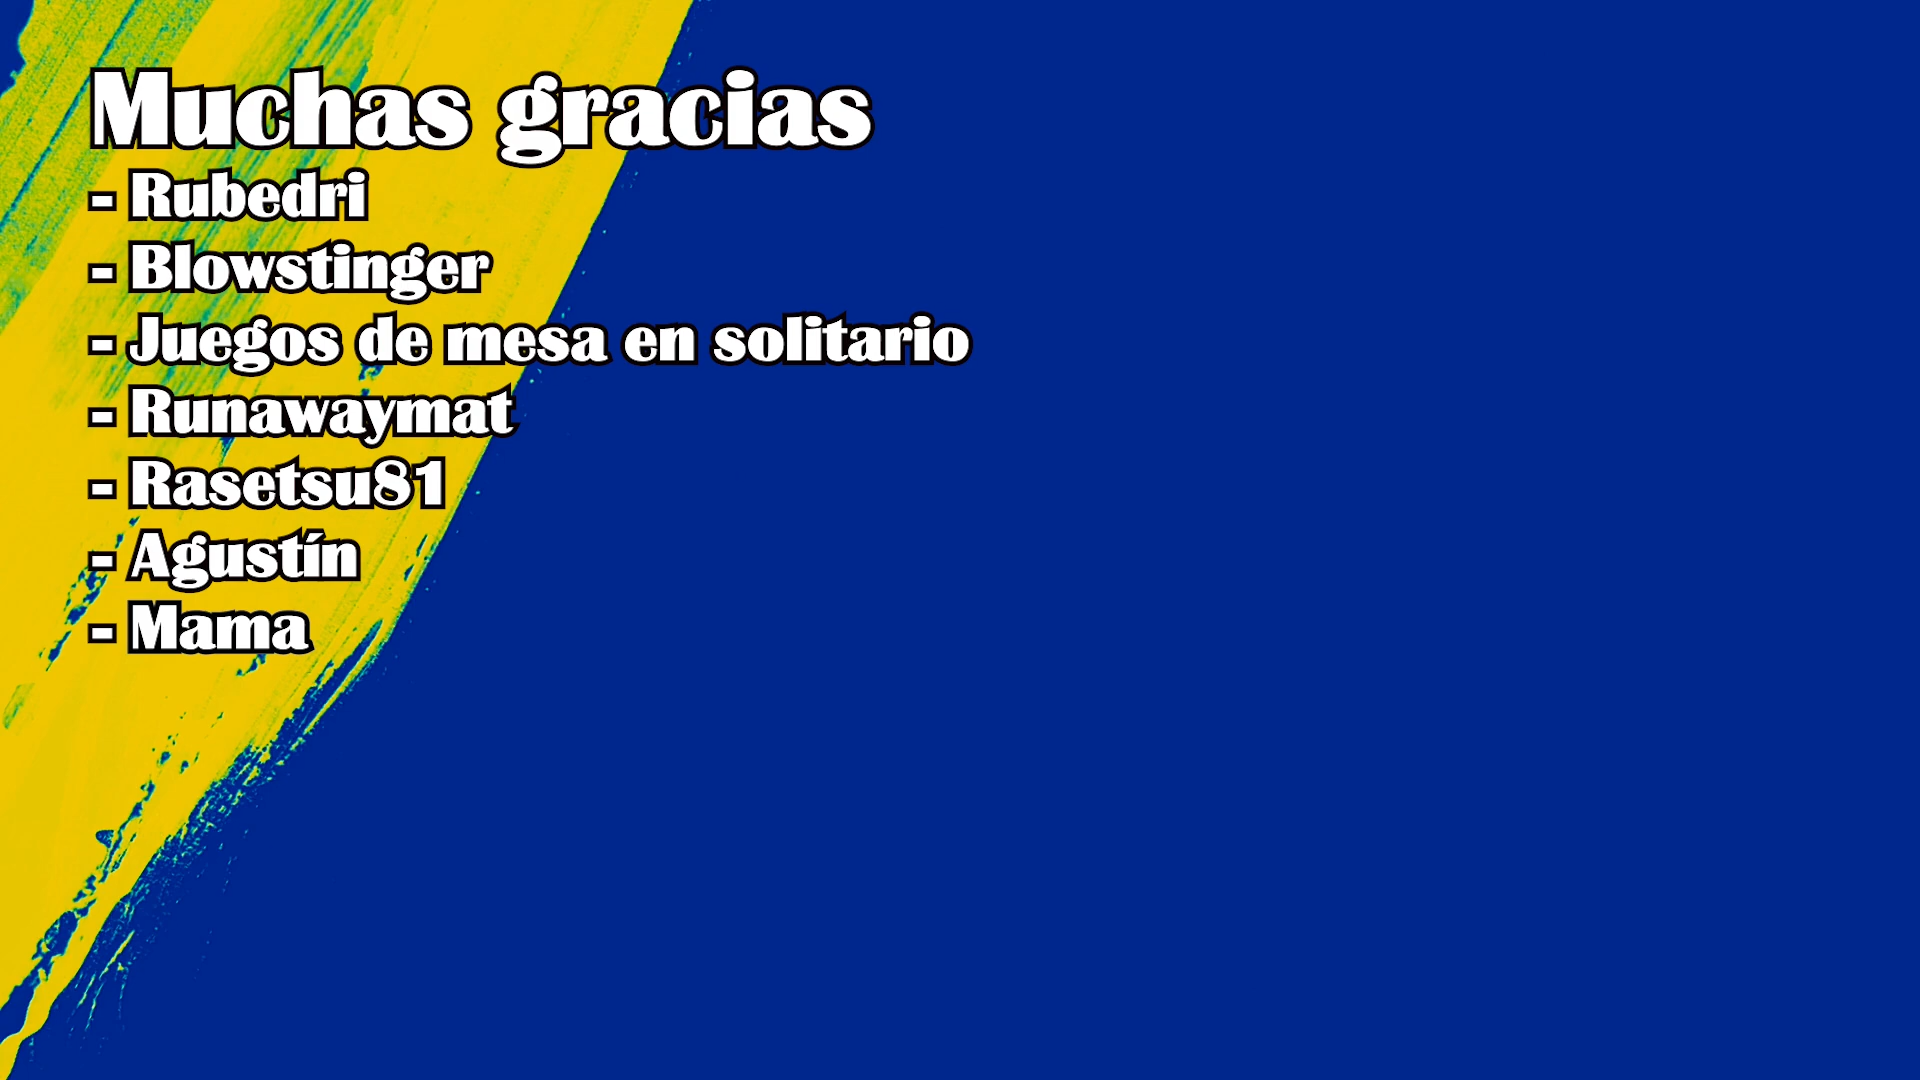 Muchas gracias
- Rubedri
- Blowstinger
- Juegos de mesa en solitario
- Runawaymat
- Rasetsu81
- Agustín
- Mama